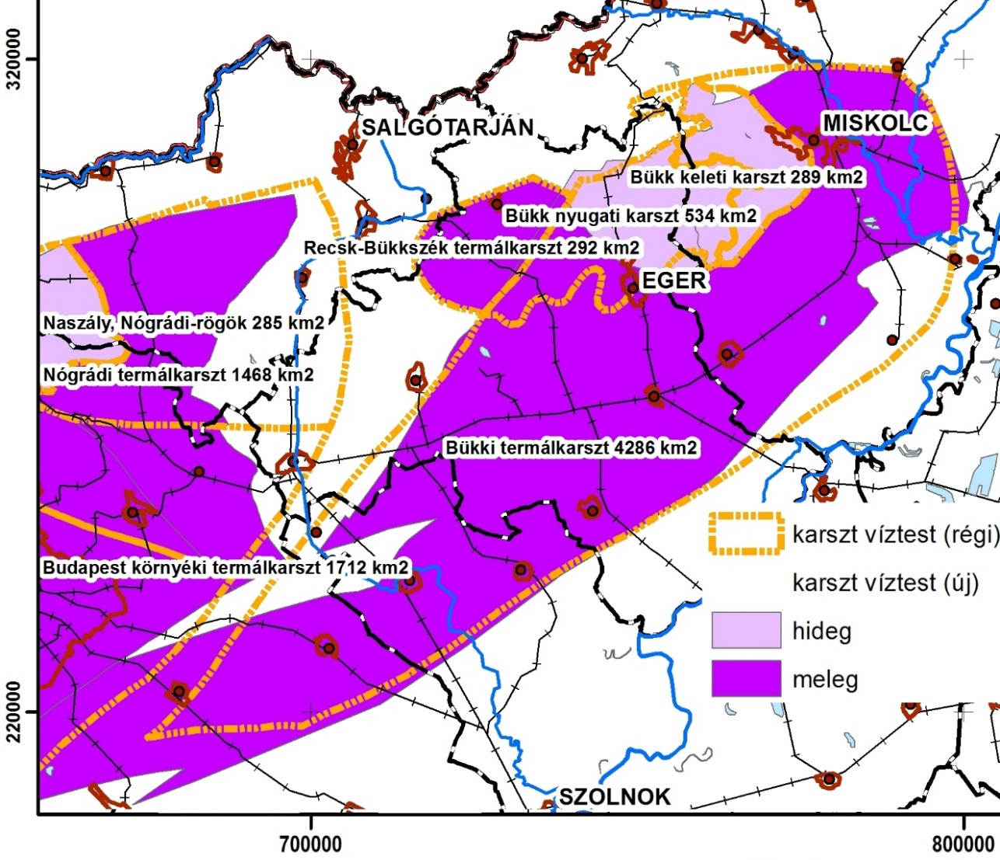 320000
SALGÓTARJÁN
MISKOLC
Bükk keleti karszt 289 km2
Bükk nyugati karszt 534 km2
Recsk-Bükkszék termálkarszt 292 km2
EGER
Naszály, Nógrádi-rögök 285 km2
Nógrádi termálkarszt 1468 km2
Bükki termálkarszt 4286 km2
karszt víztest (régi)
Budapest környéki termálkarszt 1712 km2
karszt víztest (új)
hideg
meleg
220000
SZOLNOK
700000
800000